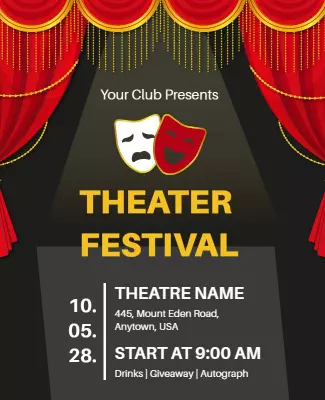 Your Club Presents
THEATER
FESTIVAL
10.
05.
28.
THEATRE NAME
445, Mount Eden Road,
Anytown, USA
START AT 9:00 AM
Drinks | Giveaway | Autograph